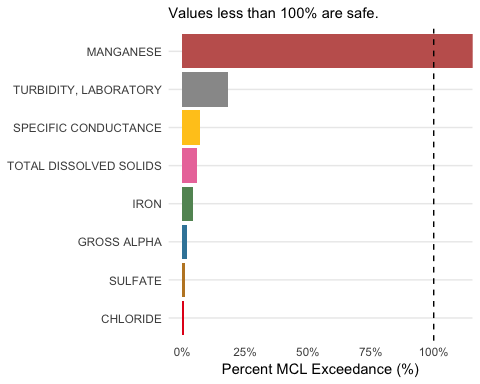 Values less than 100% are safe.
MANGANESE
TURBIDITY, LABORATORY
SPECIFIC CONDUCTANCE
TOTAL DISSOLVED SOLIDS
IRON
GROSS ALPHA
SULFATE
CHLORIDE
0% 25% 50% 75% 100%
Percent MCL Exceedance (%)